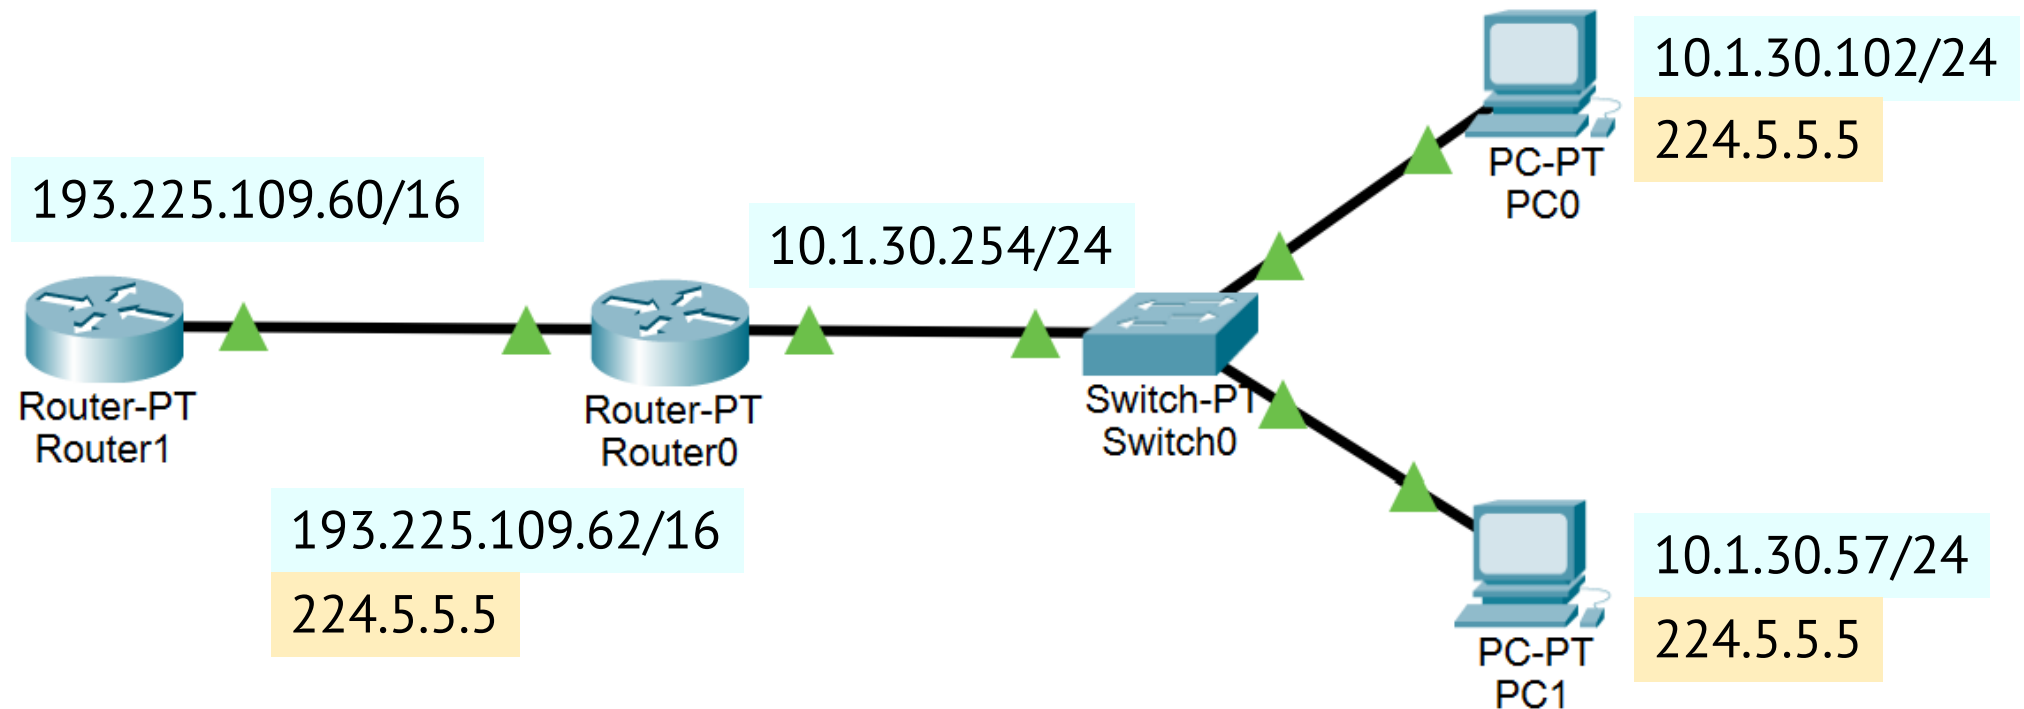 10.1.30.102/24
224.5.5.5
PC-PT
PC0
193.225.109.60/16
10.1.30.254/24
Router-PT
Router1
Router-PT
Router0
Switch-PT
Switch0
193.225.109.62/16
224.5.5.5
10.1.30.57/24
224.5.5.5
PC-PT
PC1